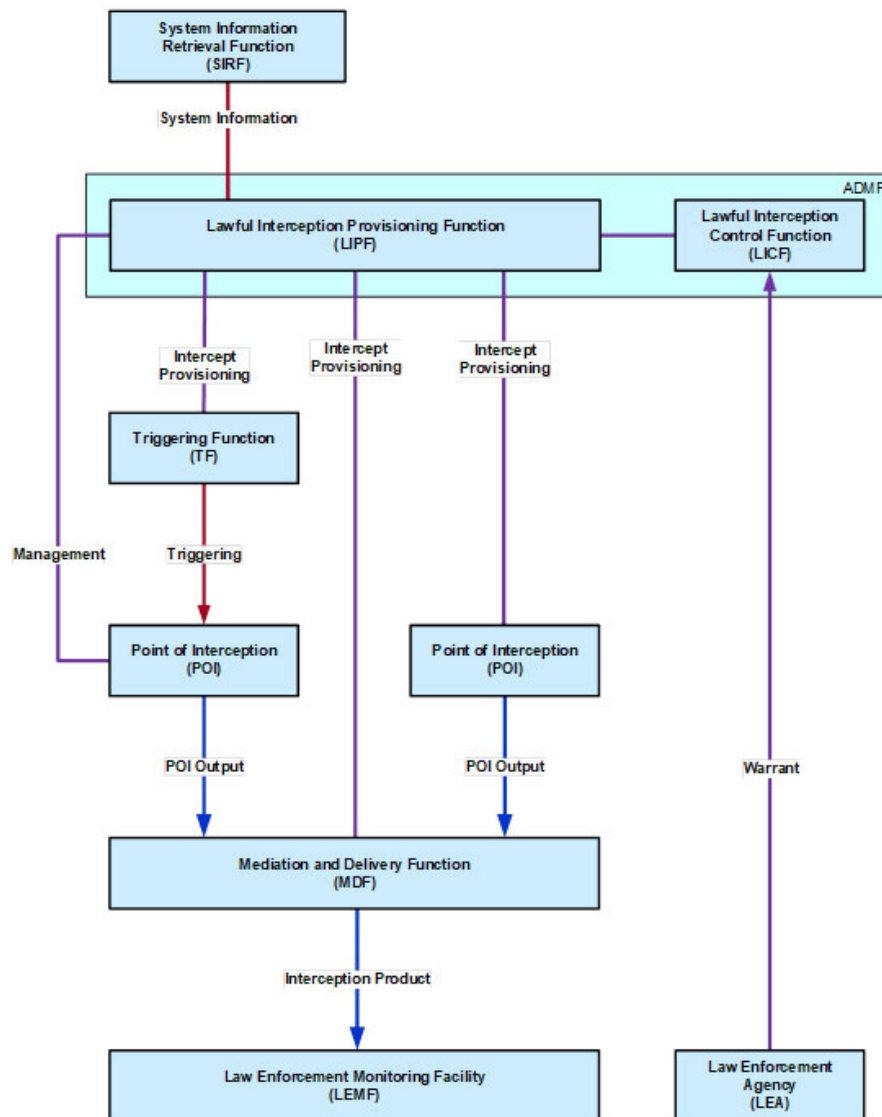 System Information
Retrieval Function
(SIRF)
System Information
ADMF
Lawful Interception Provisioning Function
(LIPF)
Lawful Interception
Control Function
(LICF)
Intercept
Provisioning
Intercept
Provisioning
Intercept
Provisioning
Triggering Function
(TF)
Management
Triggering
Point of Interception
(POI)
Point of Interception
(POI)
POI Output
POI Output
Warrant
Mediation and Delivery Function
(MDF)
Interception Product
Law Enforcement Monitoring Facility
(LEMF)
Law Enforcement
Agency
(LEA)